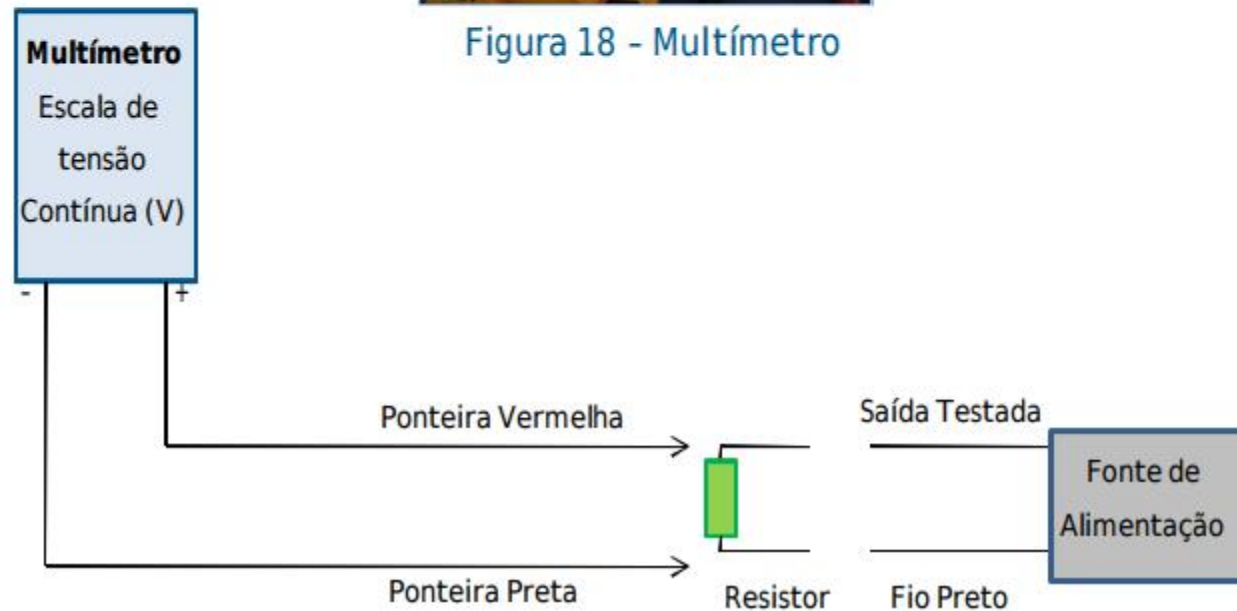 Figura 18 – Multímetro
Multímetro
Escala de
tensão
Contínua (V)
- +
Ponteira Vermelha
Saída Testada
Fonte de
Alimentação
Ponteira Preta
Resistor
Fio Preto